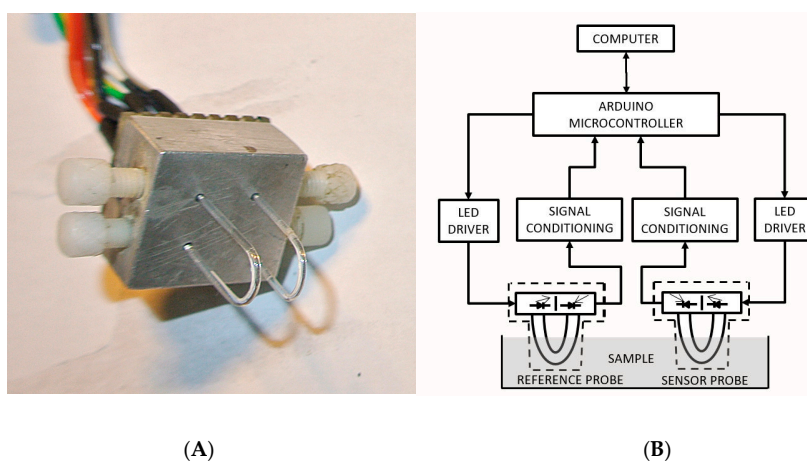 COMPUTER
ARDUINO
MICROCONTROLLER
LED
DRIVER
SIGNAL
CONDITIONING
SIGNAL
CONDITIONING
LED
DRIVER
SAMPLE
REFERENCE PROBE
SENSOR PROBE
(A)
(B)